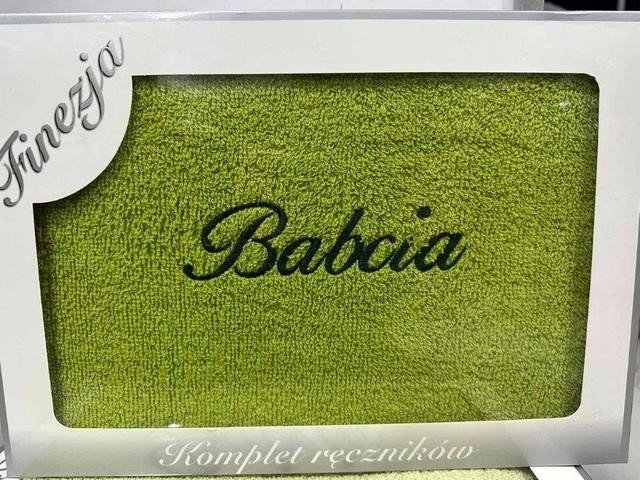 Finezja
Babcia
Komplet ręczników